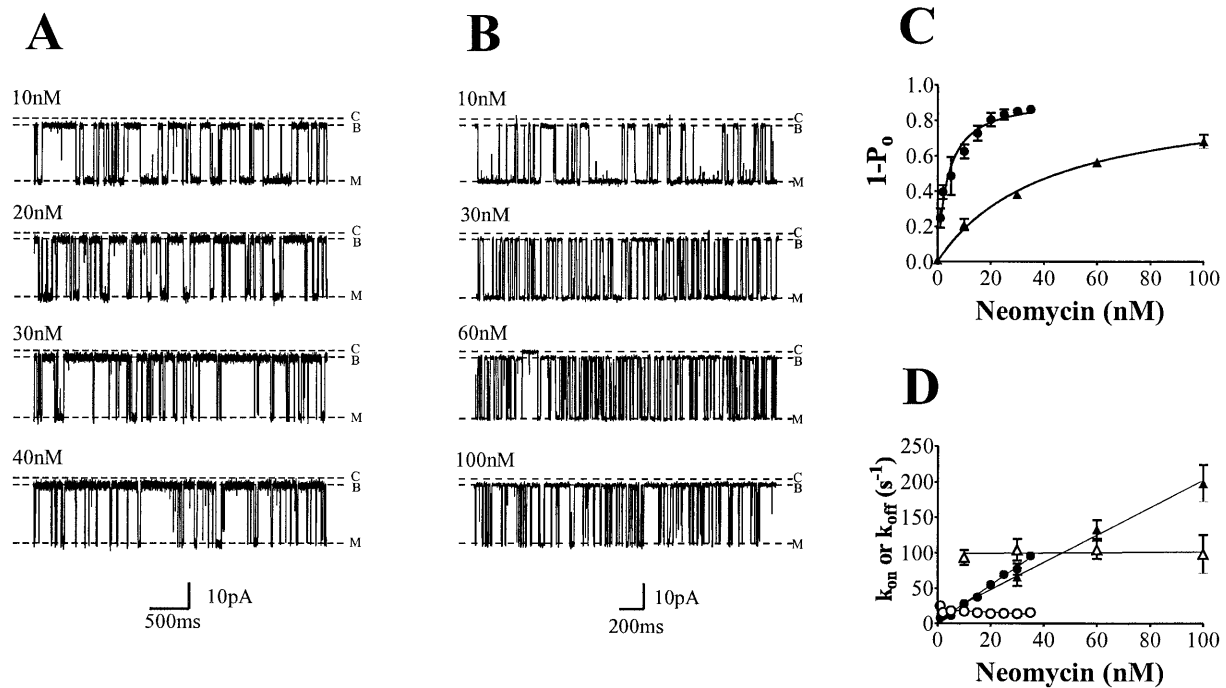 A
10nM
C
B
M
20nM
C
B
M
30nM
C
B
M
40nM
C
B
M
10pA
500ms
B
10nM
C
B
M
30nM
C
B
M
60nM
C
B
M
100nM
C
B
M
10pA
200ms
C
1.0
0.8
0.6
0.4
0.2
0.0
1-Po
0 20 40 60 80 100
Neomycin (nM)
D
250
200
150
100
50
0
kon or koff (s-1)
0 20 40 60 80 100
Neomycin (nM)